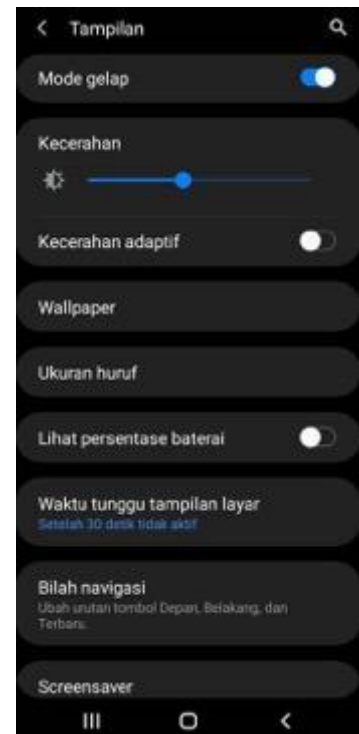 Tampilan
Mode gelap
Kecerahan
Kecerahan adaptif
Wallpaper
Ukuran huruf
Lihat persentase baterai
Waktu tunggu tampilan layar
Setelah 30 detik tidak aktif
Bilah navigasi
Ubah urutan tombol Depan, Belakang, dan
Terbaru.
Screensaver